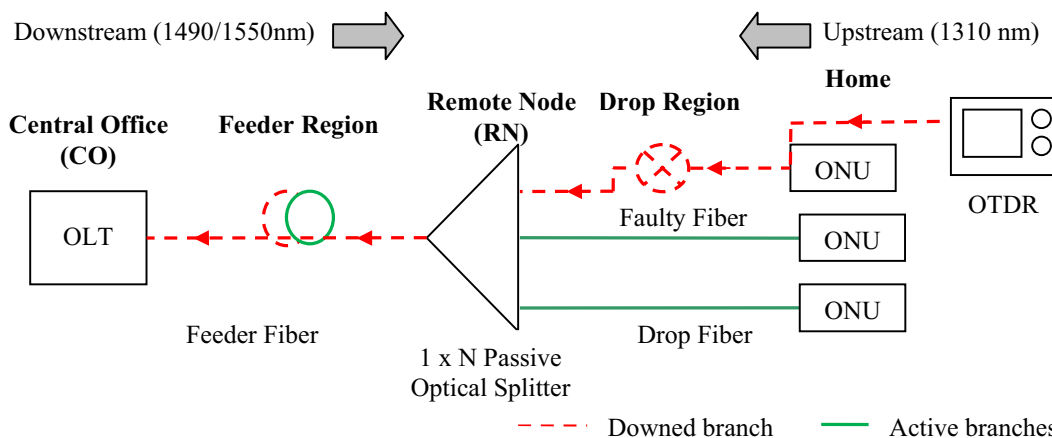 Downstream (1490/1550nm)
Upstream (1310 nm)
Home
Remote Node
(RN)
Drop Region
Central Office
(CO)
Feeder Region
OLT
ONU
OTDR
Faulty Fiber
ONU
ONU
Feeder Fiber
Drop Fiber
1 x N Passive
Optical Splitter
Downed branch
Active branches